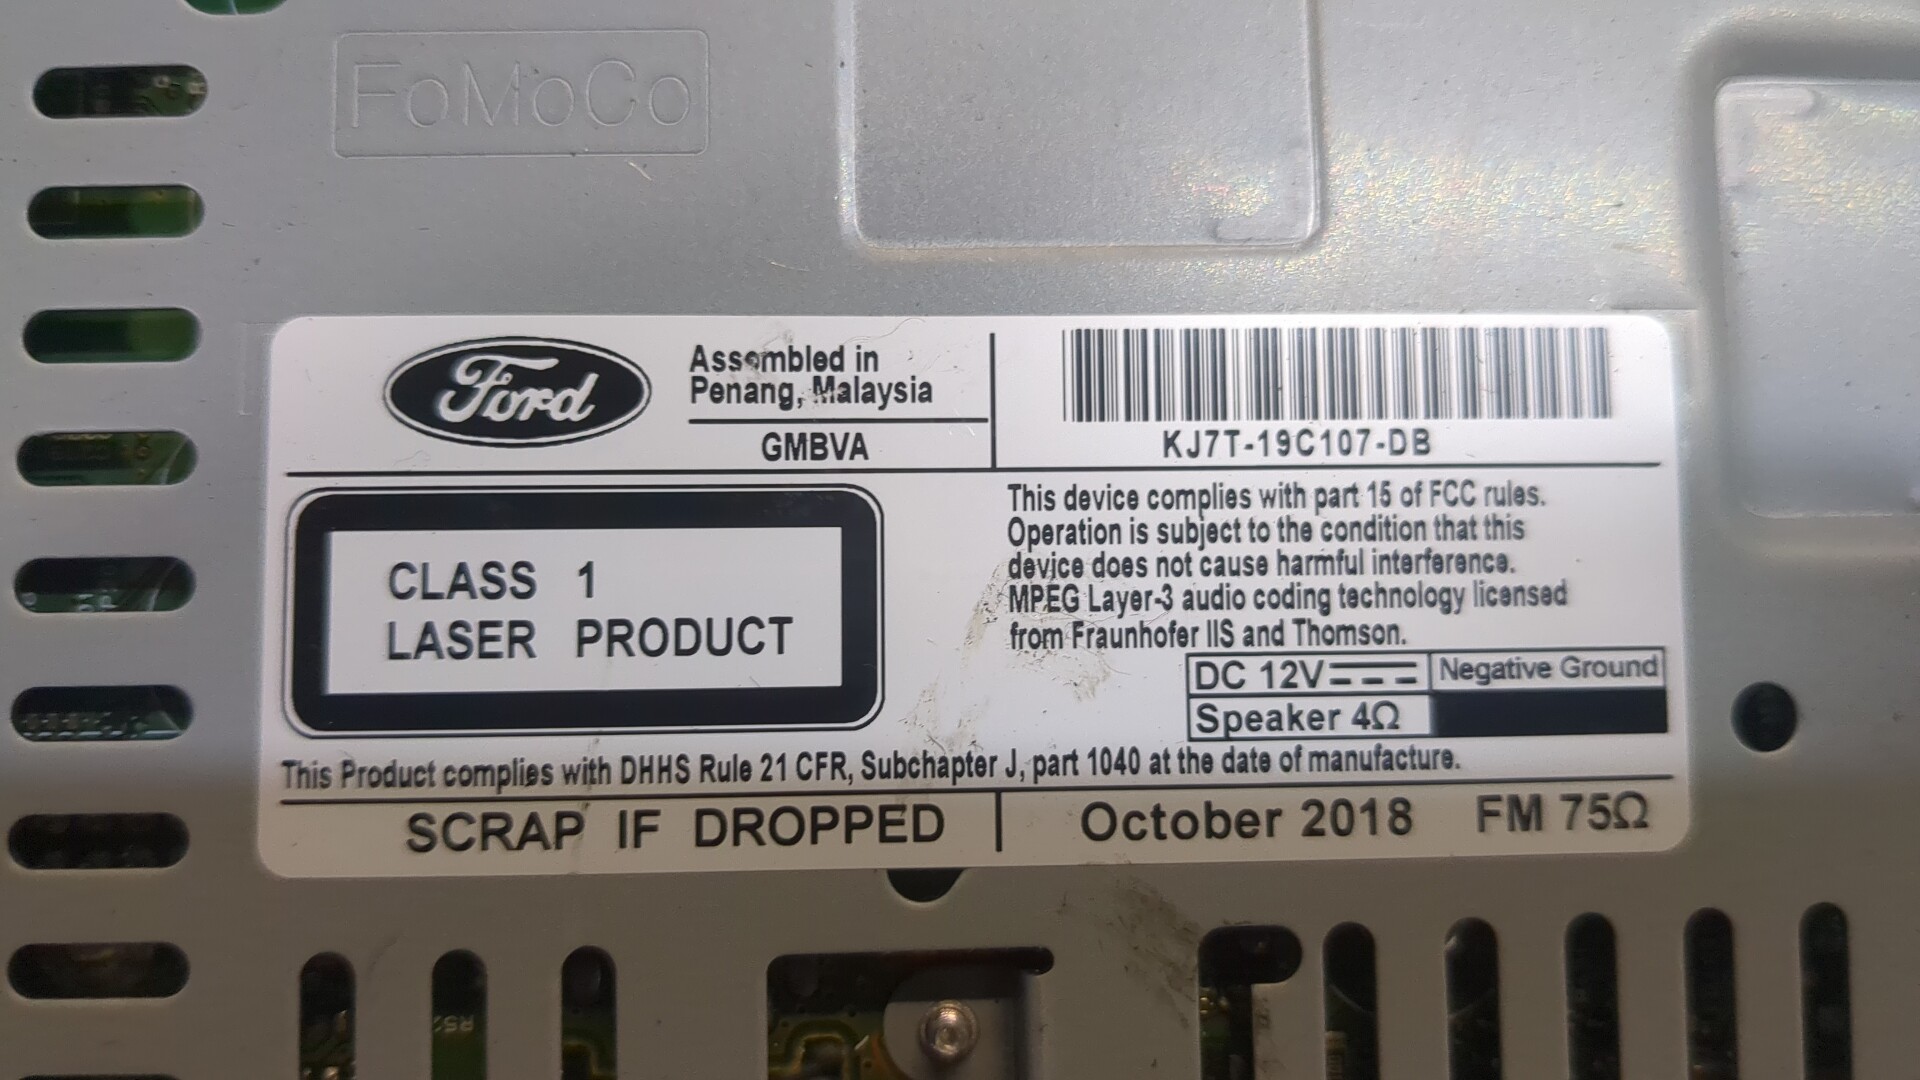 FoMoCo
Ford
Assembled in
Penang, Malaysia
GMBVA
KJ7T-19C107-DB
CLASS 1
LASER PRODUCT
This device complies with part 15 of FCC rules.
Operation is subject to the condition that this
device does not cause harmful interference.
MPEG Layer-3 audio coding technology licensed
from Fraunhofer IIS and Thomson.
DC 12V Negative Ground
Speaker 4Ω
This Product complies with DHHS Rule 21 CFR, Subchapter J, part 1040 at the date of manufacture.
SCRAP IF DROPPED
October 2018 FM 75Ω